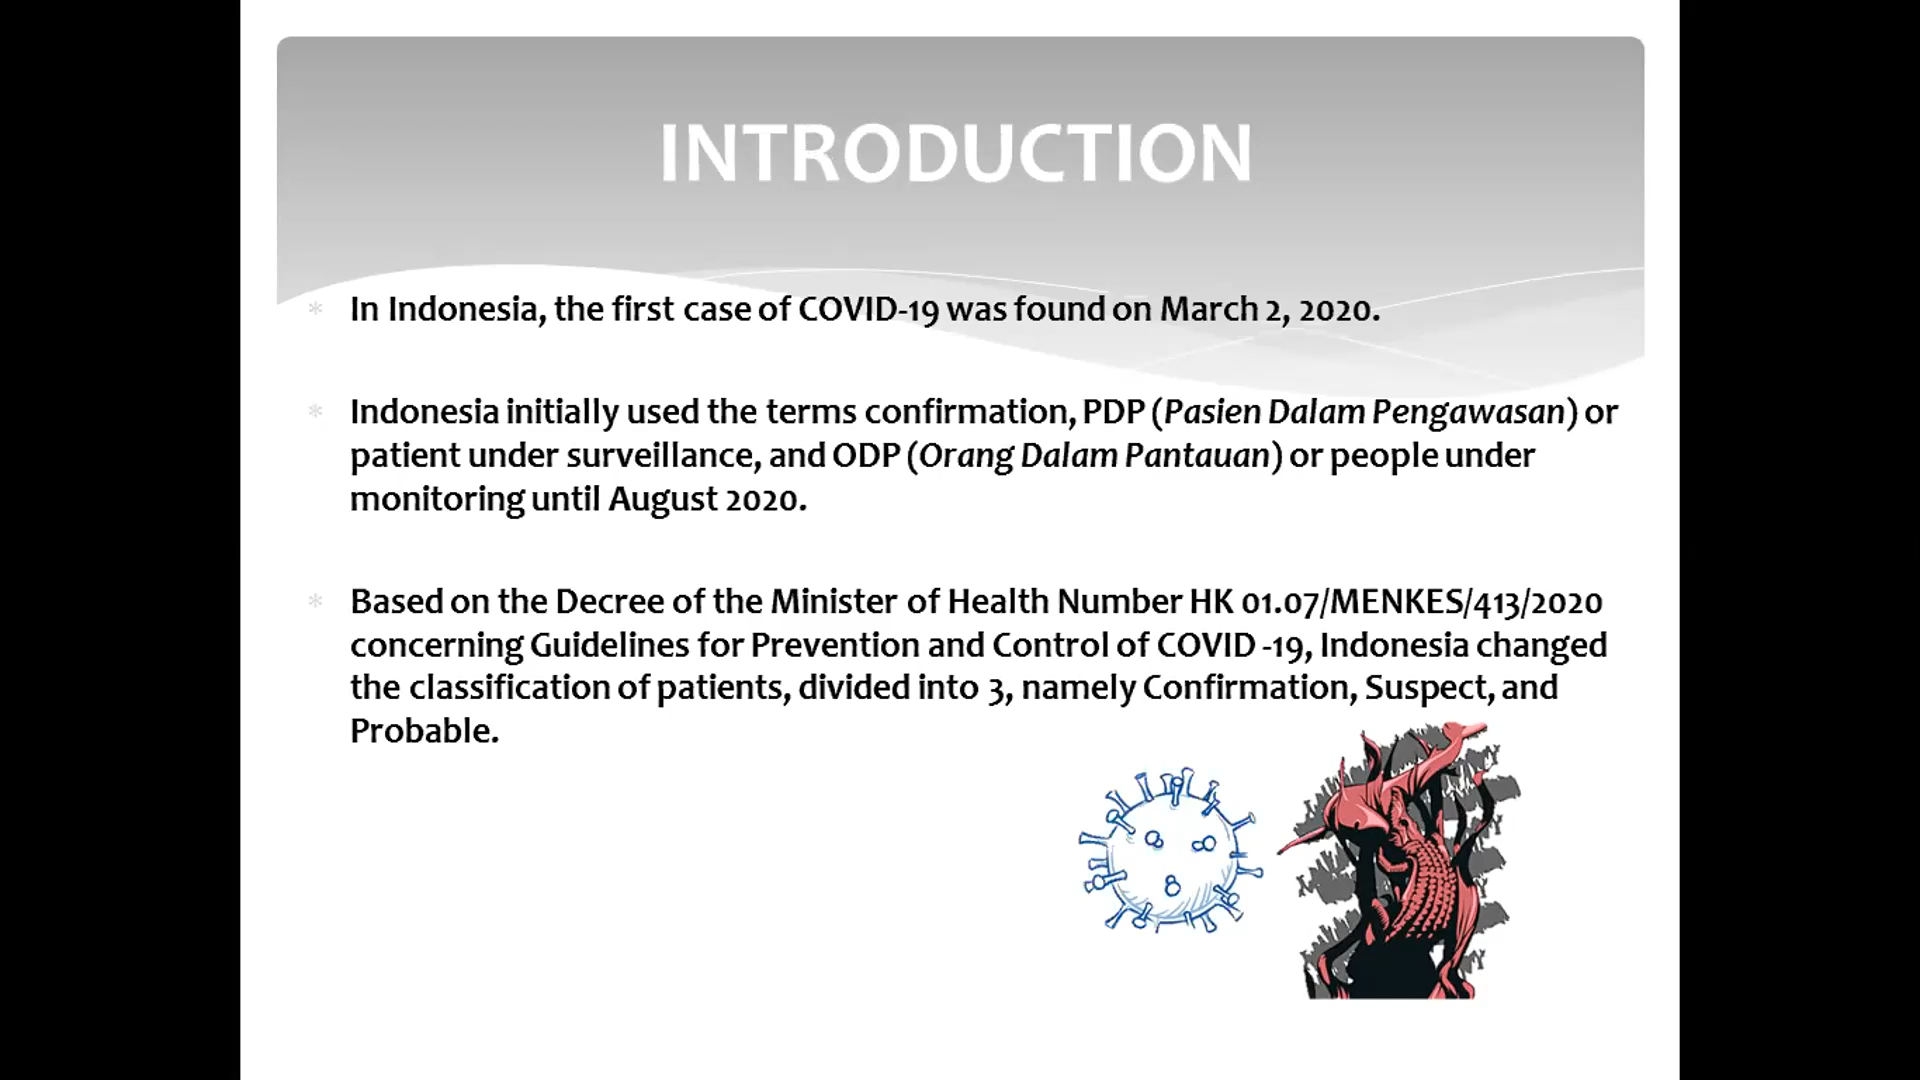 INTRODUCTION
* In Indonesia, the first case of COVID-19 was found on March 2, 2020.
* Indonesia initially used the terms confirmation, PDP (Pasien Dalam Pengawasan) or
patient under surveillance, and ODP (Orang Dalam Pantauan) or people under
monitoring until August 2020.
* Based on the Decree of the Minister of Health Number HK 01.07/MENKES/413/2020
concerning Guidelines for Prevention and Control of COVID -19, Indonesia changed
the classification of patients, divided into 3, namely Confirmation, Suspect, and
Probable.